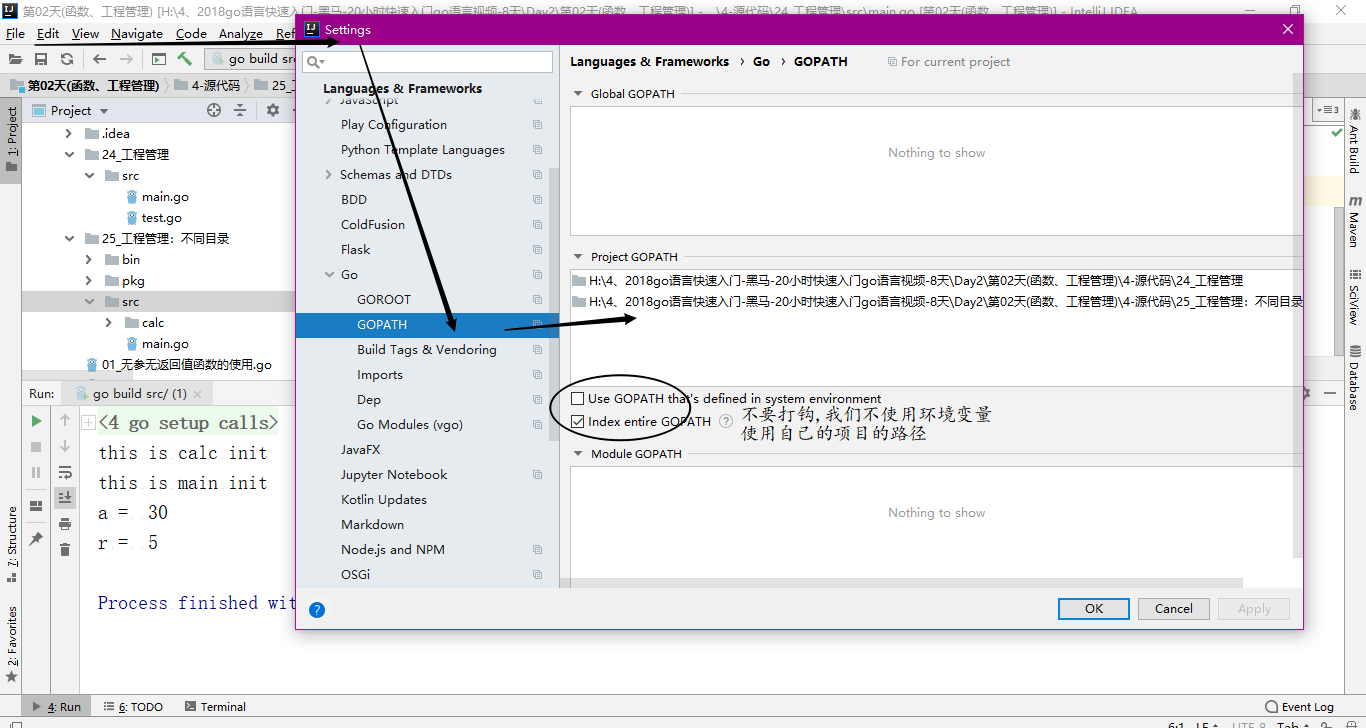 第02天(函数、工程管理) [H:\4、2018go语言快速入门-黑马-20小时快速入门go语言视频-8天\Day2\第02天(函数、工程管理)] - ...\4-源代码\24_工程管理\src\main.go [第02天(函数、工程管理)] - IntelliJ IDEA
File Edit View Navigate Code Analyze Ref
Settings
go build src
第02天(函数、工程管理) 4-源代码 25_
Project
1: Project
.idea
24_工程管理
src
main.go
test.go
25_工程管理：不同目录
bin
pkg
src
calc
main.go
01_无参无返回值函数的使用.go
Languages & Frameworks
JavaScript
Play Configuration
Python Template Languages
Schemas and DTDs
BDD
ColdFusion
Flask
Go
GOROOT
GOPATH
Build Tags & Vendoring
Imports
Dep
Go Modules (vgo)
JavaFX
Jupyter Notebook
Kotlin Updates
Markdown
Node.js and NPM
OSGi
Languages & Frameworks › Go › GOPATH For current project
Global GOPATH
Nothing to show
Project GOPATH
H:\4、2018go语言快速入门-黑马-20小时快速入门go语言视频-8天\Day2\第02天(函数、工程管理)\4-源代码\24_工程管理
H:\4、2018go语言快速入门-黑马-20小时快速入门go语言视频-8天\Day2\第02天(函数、工程管理)\4-源代码\25_工程管理：不同目录
Use GOPATH that's defined in system environment
Index entire GOPATH
不要打钩,我们不使用环境变量
使用自己的项目的路径
Module GOPATH
Nothing to show
OK Cancel Apply
3
Ant Build
Maven
SciView
Database
Run: go build src/ (1)
<4 go setup calls>
this is calc init
this is main init
a = 30
r = 5
Process finished wit
7: Structure
2: Favorites
4: Run 6: TODO Terminal Event Log
6:1 LF UTF-8 Tab